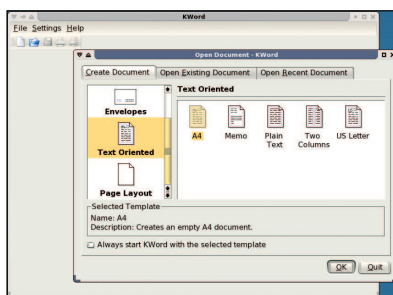 KWord
File Settings Help
Open Document - KWord
Create Document Open Existing Document Open Recent Document
Envelopes
Text Oriented
Page Layout
Text Oriented
A4 Memo Plain Text Two Columns US Letter
Selected Template
Name: A4
Description: Creates an empty A4 document.
Always start KWord with the selected template
OK Quit